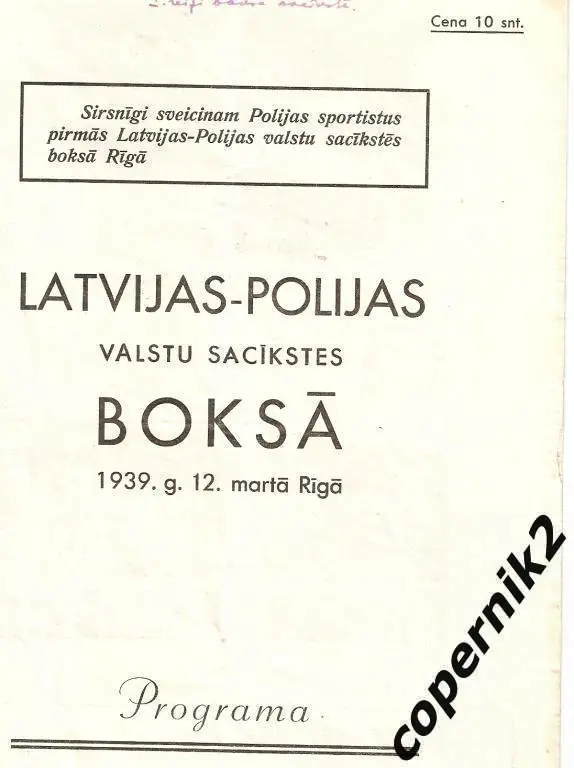 Cena 10 snt.
Sirsnīgi sveicinam Polijas sportistus
pirmās Latvijas-Polijas valstu sacīkstēs
boksā Rīgā
LATVIJAS-POLIJAS
VALSTU SACĪKSTES
BOKSĀ
1939. g. 12. martā Rīgā
Programa
copernik2